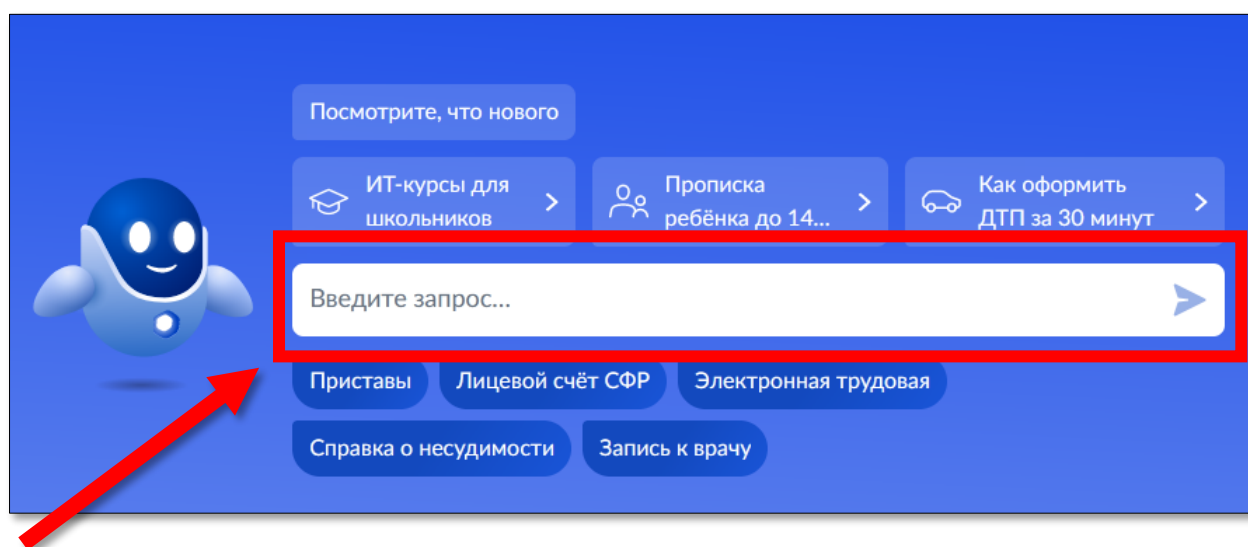 Посмотрите, что нового
ИТ-курсы для
школьников
Прописка
ребёнка до 14...
Как оформить
ДТП за 30 минут
Введите запрос...
Приставы
Лицевой счёт СФР
Электронная трудовая
Справка о несудимости
Запись к врачу